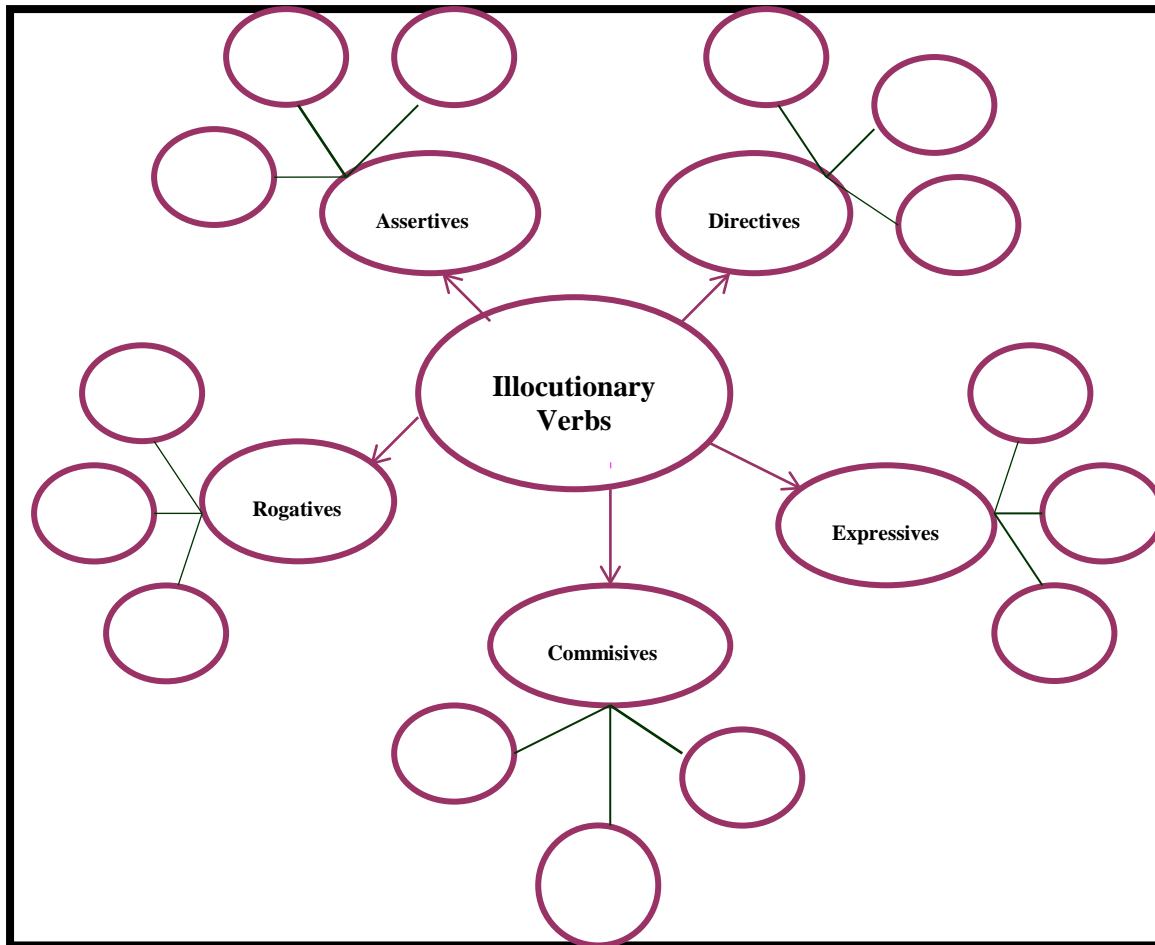 Assertives
Directives
Illocutionary
Verbs
Rogatives
Expressives
Commisives